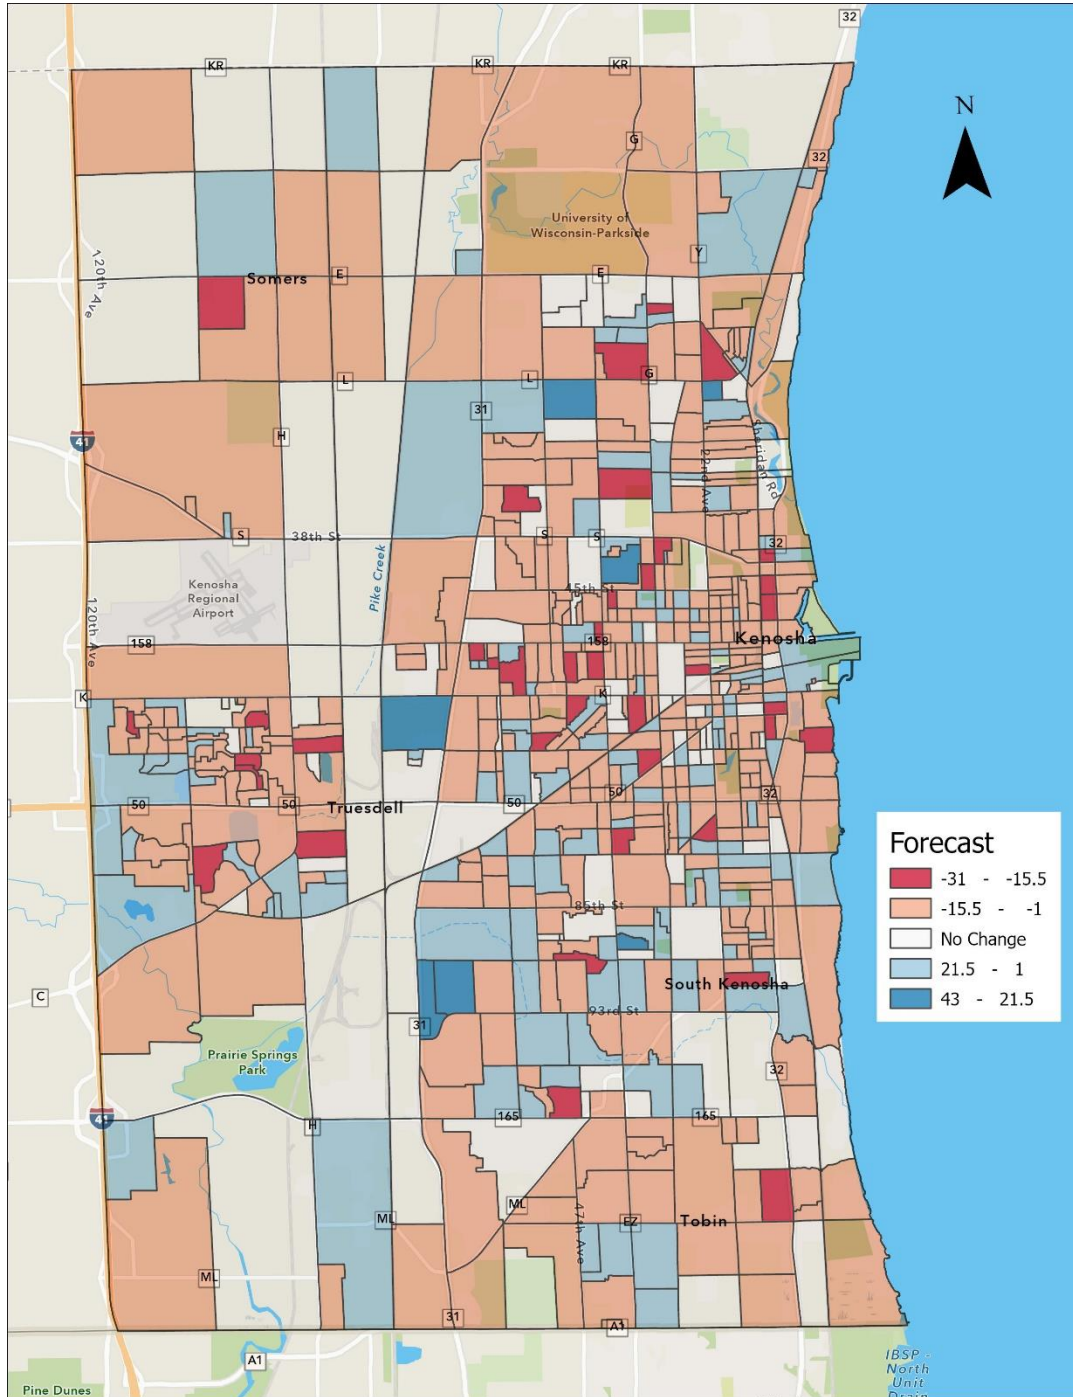 32
KR
KR
KR
N
G
32
University of
Wisconsin-Parkside
120th Ave
Somers
E
E
Y
L
L
G
31
41
H
22nd Ave
Sheridan Rd
S
38th St
S
S
32
Pike Creek
Kenosha
Regional
Airport
45th St
120th Ave
158
158
Kenosha
K
K
50
50
Truesdell
50
50
32
Forecast
-31 - -15.5
-15.5 - -1
No Change
21.5 - 1
43 - 21.5
85th St
C
South Kenosha
31
93rd St
Prairie Springs
Park
32
41
H
165
165
ML
ML
47th Ave
EZ
Tobin
ML
31
A1
A1
IBSP -
North
Unit
Drain
Pine Dunes